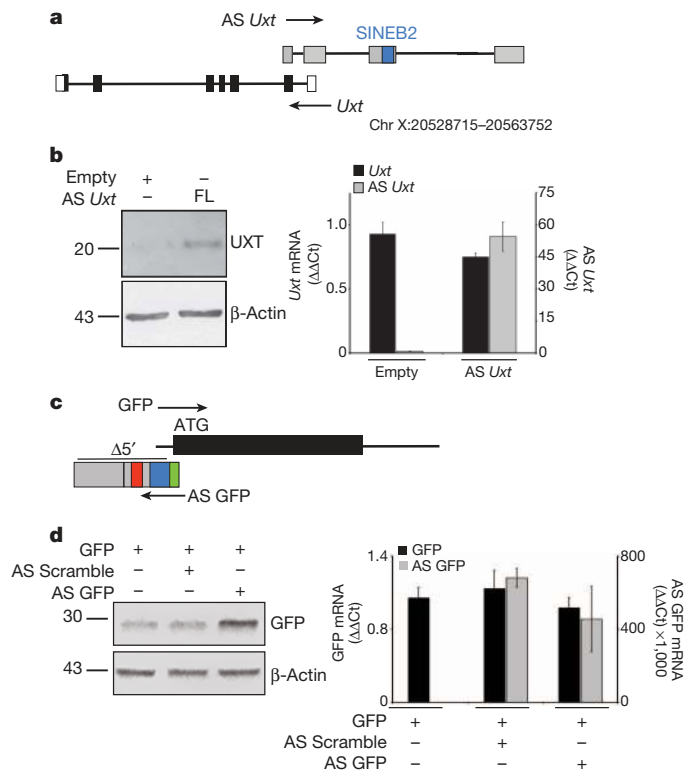 a
AS Uxt
SINEB2
Uxt
Chr X:20528715–20563752
b
Empty + –
AS Uxt – FL
20
UXT
43
β-Actin
Uxt
AS Uxt
1.0
0.5
0
Uxt mRNA
(ΔΔCt)
75
60
45
30
15
0
AS Uxt
(ΔΔCt)
Empty
AS Uxt
c
GFP
ATG
Δ5′
AS GFP
d
GFP + + +
AS Scramble – + –
AS GFP – – +
30
GFP
43
β-Actin
GFP
AS GFP
1.4
0.8
0
GFP mRNA
(ΔΔCt)
800
400
0
AS GFP mRNA
(ΔΔCt) ×1,000
GFP + + +
AS Scramble – + –
AS GFP – – +